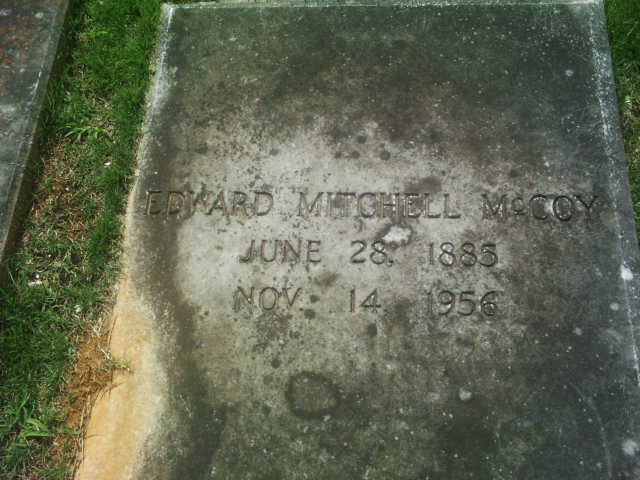 EDWARD MITCHELL McCOY
JUNE 28, 1885
NOV. 14, 1956